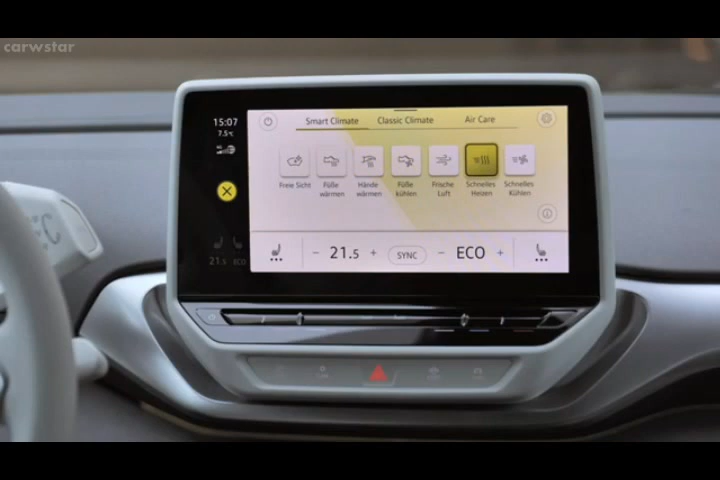 carwstar
15:07
7.5°C
Smart Climate
Classic Climate
Air Care
Freie Sicht
Füße
wärmen
Hände
wärmen
Füße
kühlen
Frische
Luft
Schnelles
Heizen
Schnelles
Kühlen
− 21.5 +
SYNC
− ECO +
21.5 ECO